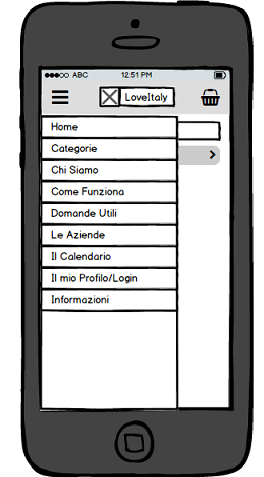 ABC 12:51 PM
LoveItaly
Home
Categorie
Chi Siamo
Come Funziona
Domande Utili
Le Aziende
Il Calendario
Il mio Profilo/Login
Informazioni